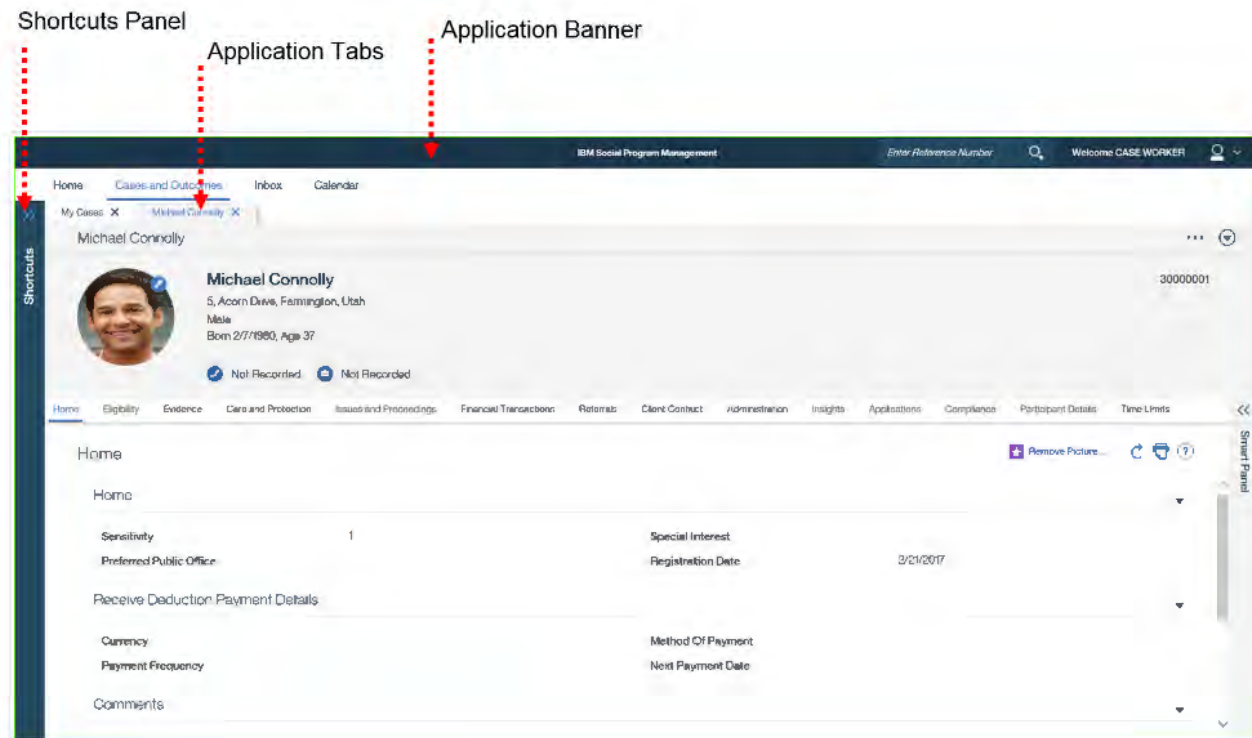 Shortcuts Panel
Application Tabs
Application Banner
IBM Social Program Management
Enter Reference Number
Welcome CASE WORKER
Home Cases and Outcomes Inbox Calendar
My Cases X Michael Connolly X
Shortcuts
Michael Connolly
Michael Connolly
30000001
5, Acorn Drive, Farmington, Utah
Male
Born 2/7/1980, Age 37
Not Recorded Not Recorded
Home Eligibility Evidence Care and Protection Issues and Proceedings Financial Transactions Referrals Client Contact Administration Insights Applications Compliance Participant Details Time Limits
Smart Panel
Home
Remove Picture...
Home
Sensitivity 1 Special Interest
Preferred Public Office Registration Date 3/21/2017
Receive Deduction Payment Details
Currency Method Of Payment
Payment Frequency Next Payment Date
Comments